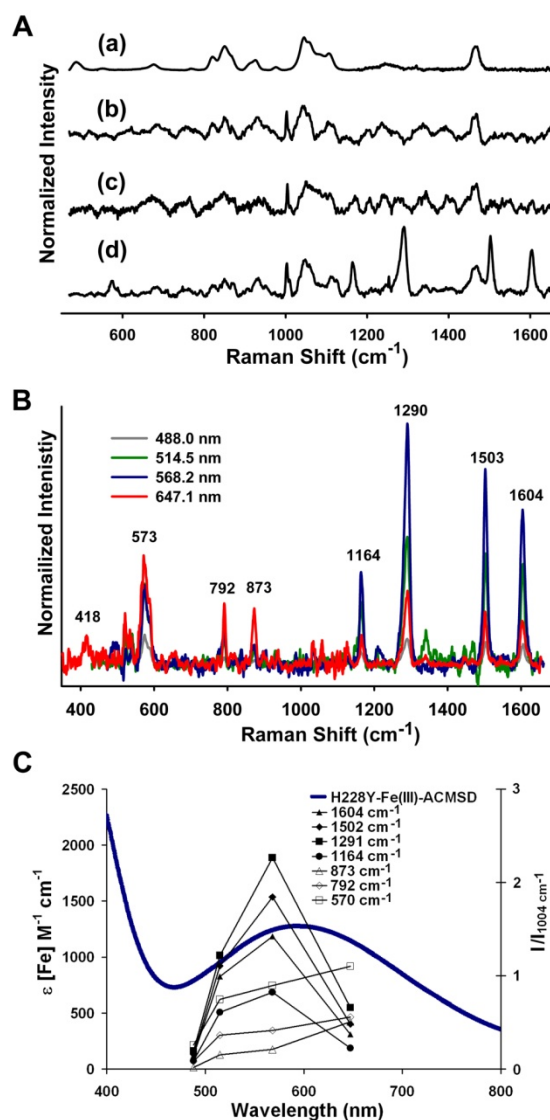 A
Normalized Intensity
(a)
(b)
(c)
(d)
600 800 1000 1200 1400 1600
Raman Shift (cm-1)
B
Normailized Intenistiy
488.0 nm
514.5 nm
568.2 nm
647.1 nm
418
573
792
873
1164
1290
1503
1604
400 600 800 1000 1200 1400 1600
Raman Shift (cm-1)
C
ε [Fe] M-1 cm-1
2500
2000
1500
1000
500
0
H228Y-Fe(III)-ACMSD
1604 cm-1
1502 cm-1
1291 cm-1
1164 cm-1
873 cm-1
792 cm-1
570 cm-1
3
2
1
0
I/I1004 cm-1
400 500 600 700 800
Wavelength (nm)